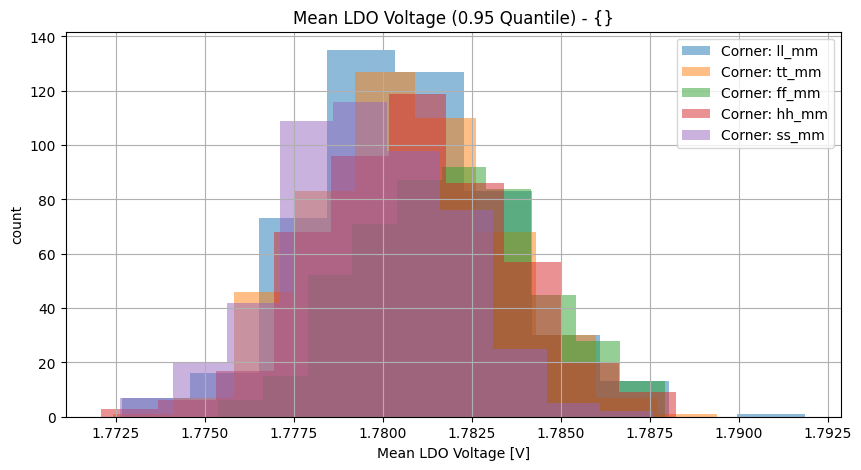 Mean LDO Voltage (0.95 Quantile) - {}
140
120
100
80
60
40
20
0
count
Corner: ll_mm
Corner: tt_mm
Corner: ff_mm
Corner: hh_mm
Corner: ss_mm
1.7725 1.7750 1.7775 1.7800 1.7825 1.7850 1.7875 1.7900 1.7925
Mean LDO Voltage [V]